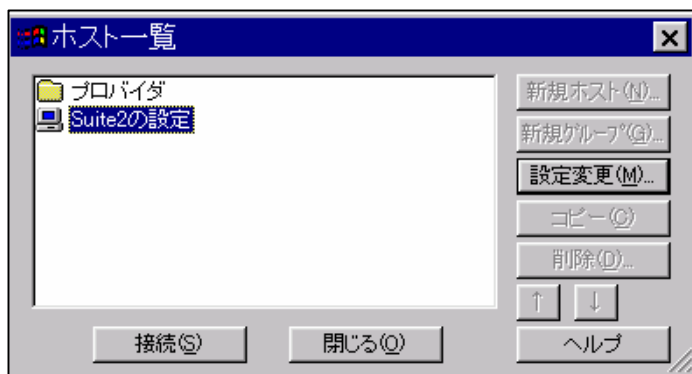 ホスト一覧
プロバイダ
Suite2の設定
新規ホスト(N)...
新規グループ(G)...
設定変更(M)...
コピー(C)
削除(D)...
↑ ↓
接続(S) 閉じる(O) ヘルプ